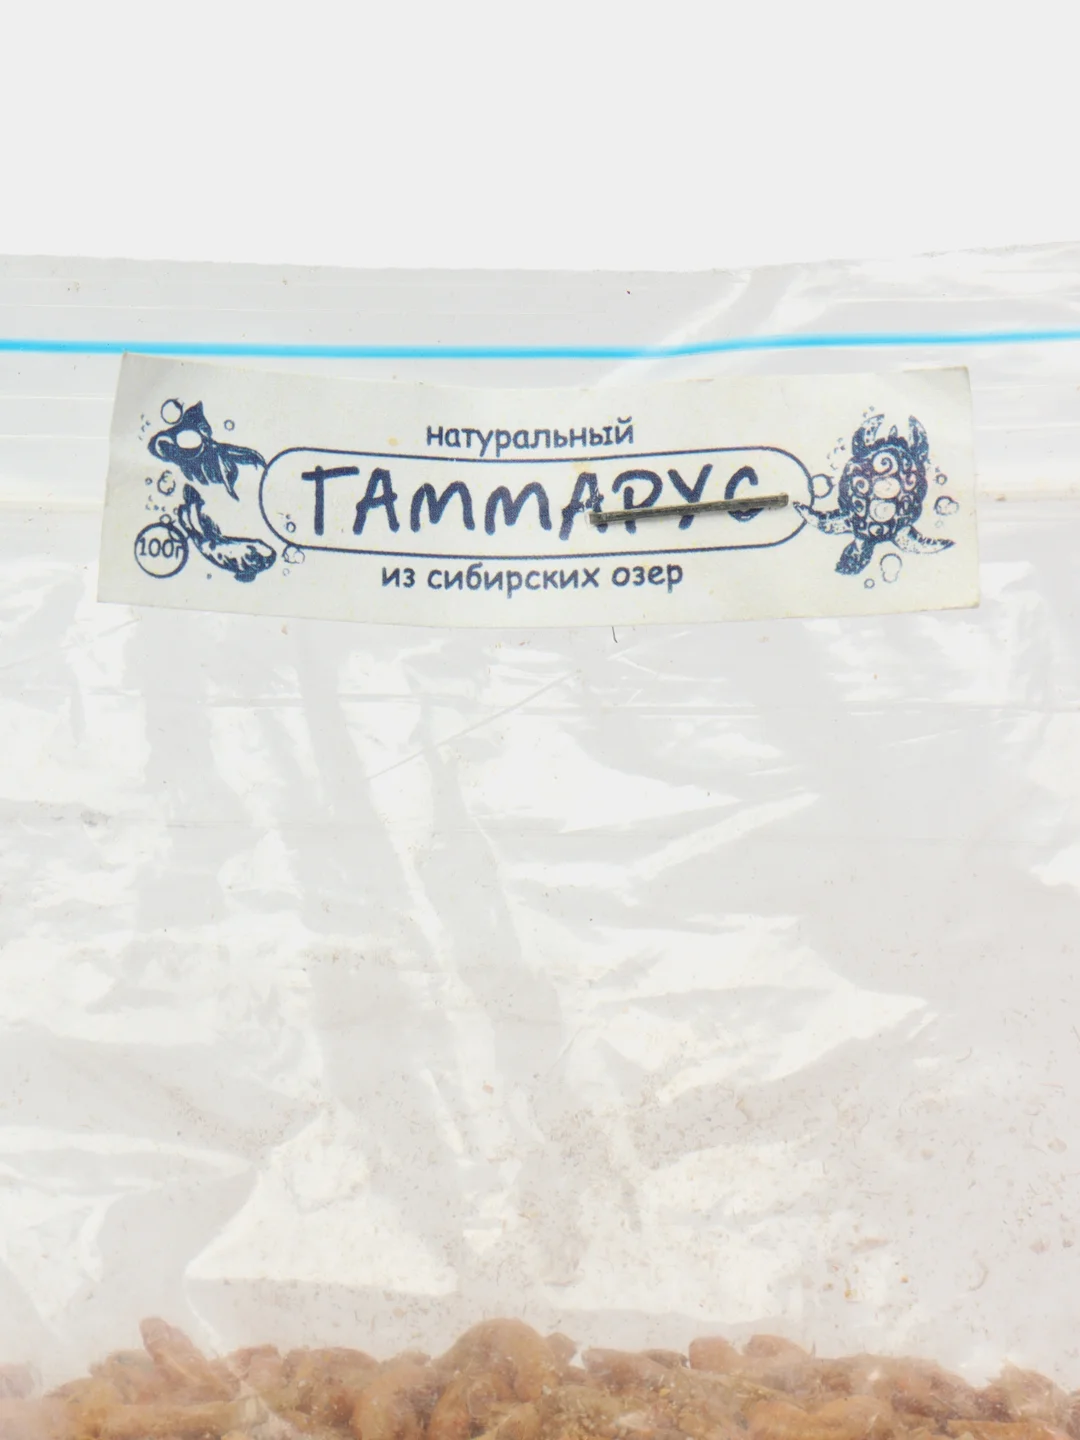 натуральный
ТАММАРУС
100г
из сибирских озер